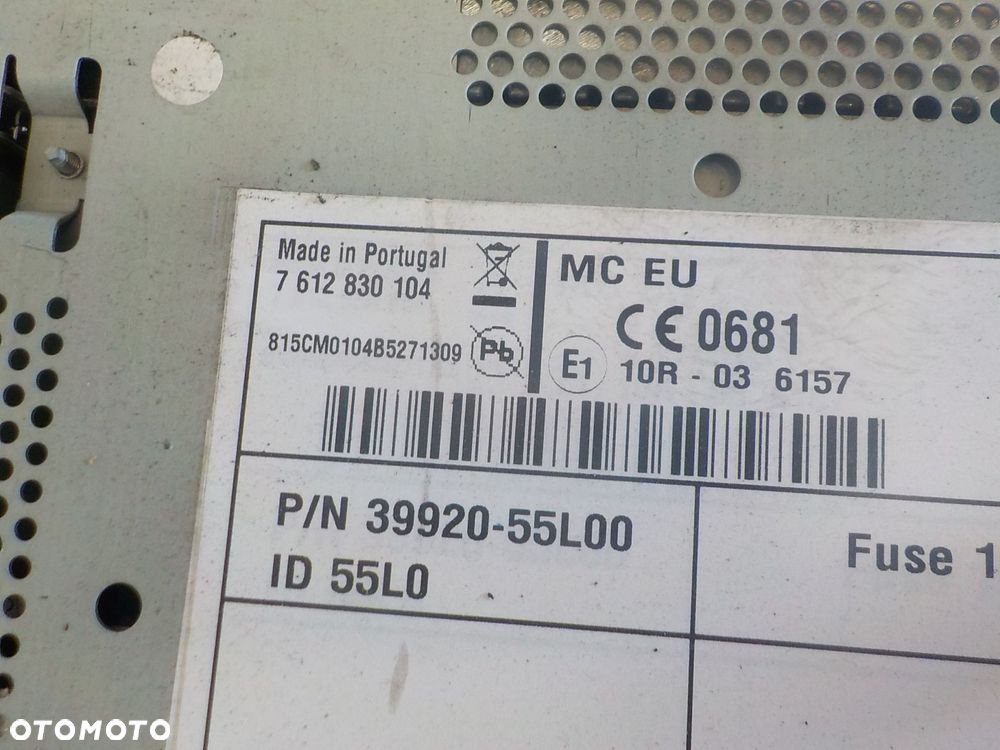 Made in Portugal
7 612 830 104
815CM0104B5271309
Pb
MC EU
CE 0681
E1 10R - 03 6157
P/N 39920-55L00
ID 55L0
Fuse 1
OTOMOTO